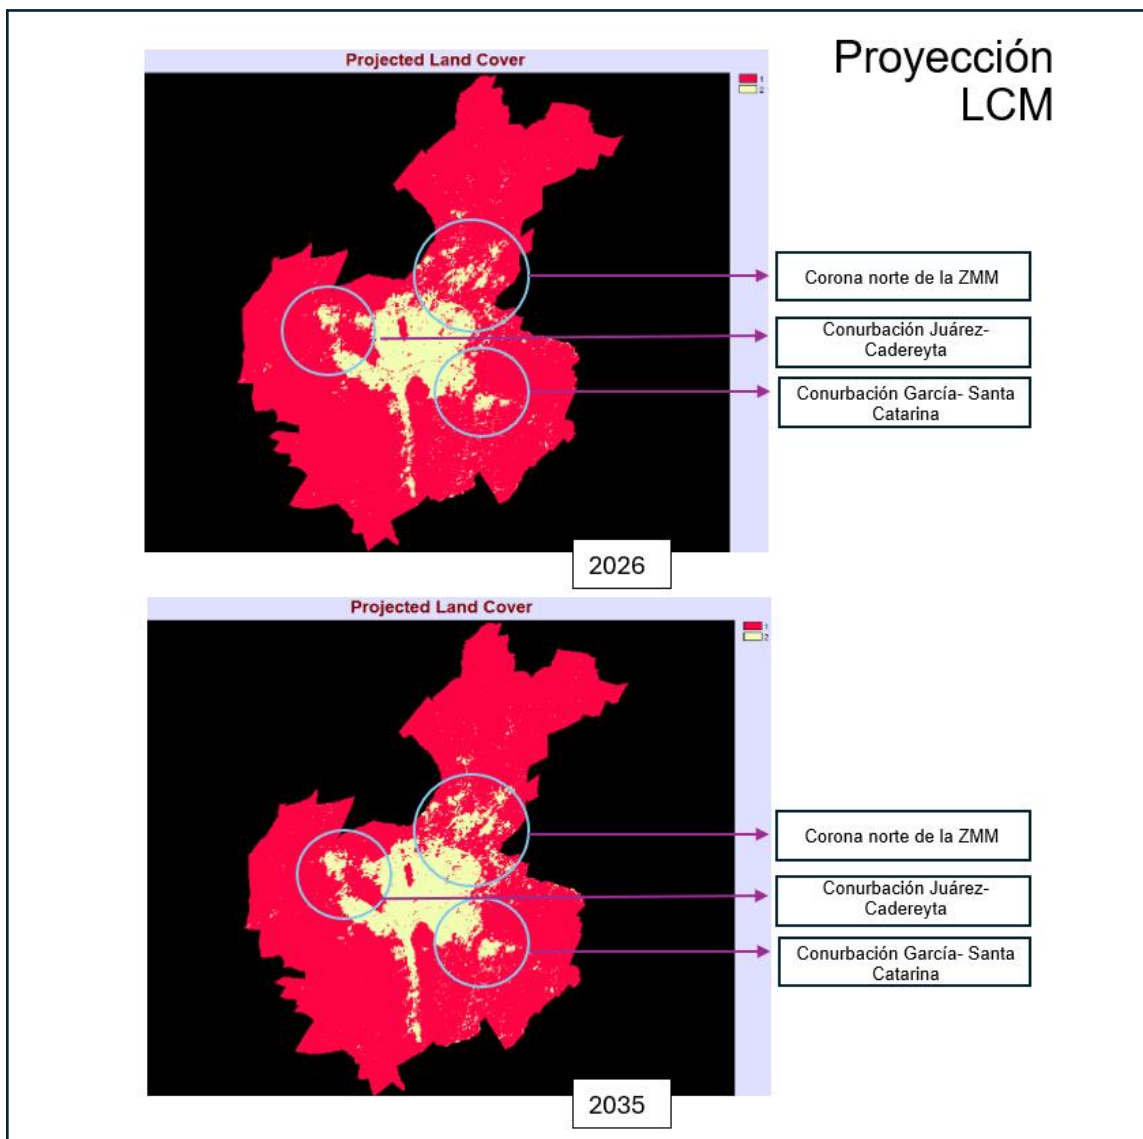 Proyección
LCM
Projected Land Cover
1
2
Corona norte de la ZMM
Conurbación Juárez-
Cadereyta
Conurbación García- Santa
Catarina
2026
Projected Land Cover
1
2
Corona norte de la ZMM
Conurbación Juárez-
Cadereyta
Conurbación García- Santa
Catarina
2035